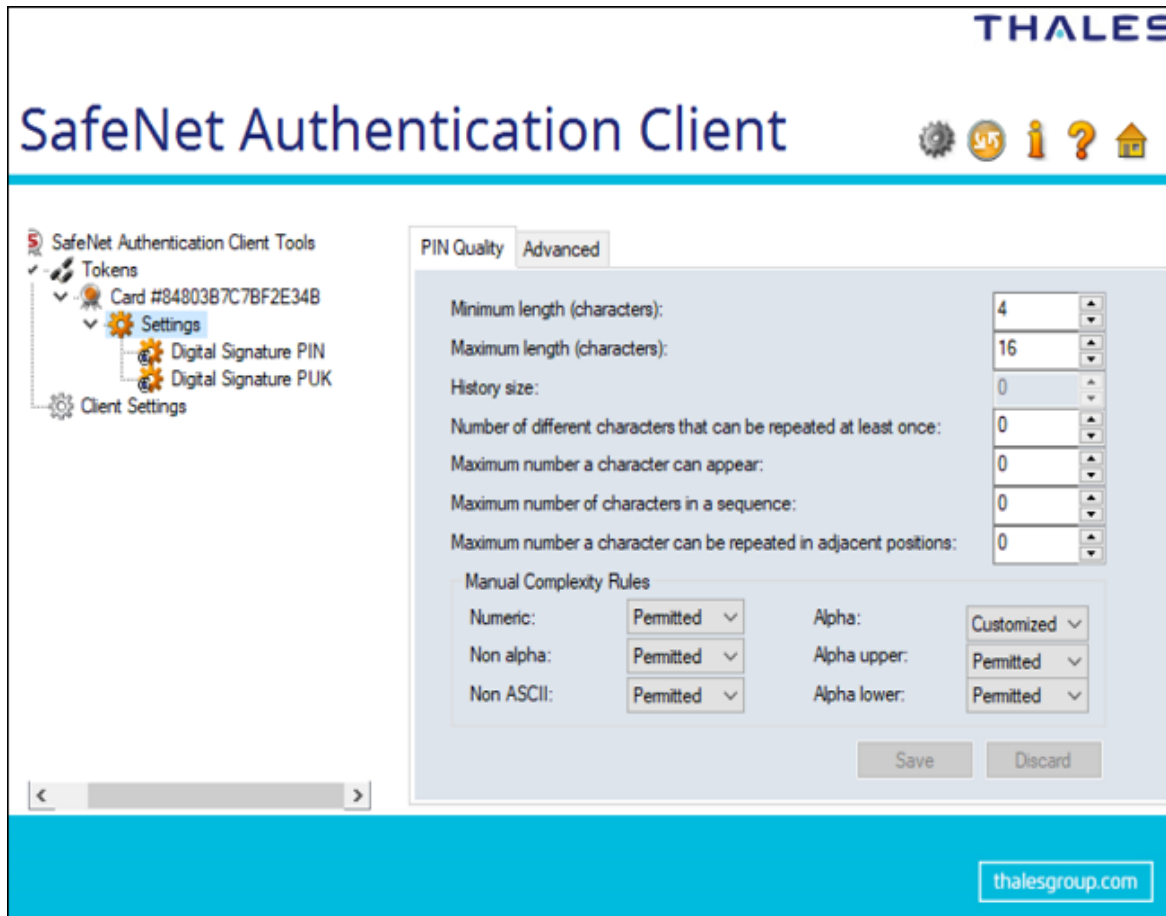 THALES
SafeNet Authentication Client
SafeNet Authentication Client Tools
Tokens
Card #84803B7C7BF2E34B
Settings
Digital Signature PIN
Digital Signature PUK
Client Settings
PIN Quality Advanced
Minimum length (characters): 4
Maximum length (characters): 16
History size: 0
Number of different characters that can be repeated at least once: 0
Maximum number a character can appear: 0
Maximum number of characters in a sequence: 0
Maximum number a character can be repeated in adjacent positions: 0
Manual Complexity Rules
Numeric: Permitted Alpha: Customized
Non alpha: Permitted Alpha upper: Permitted
Non ASCII: Permitted Alpha lower: Permitted
Save Discard
thalesgroup.com